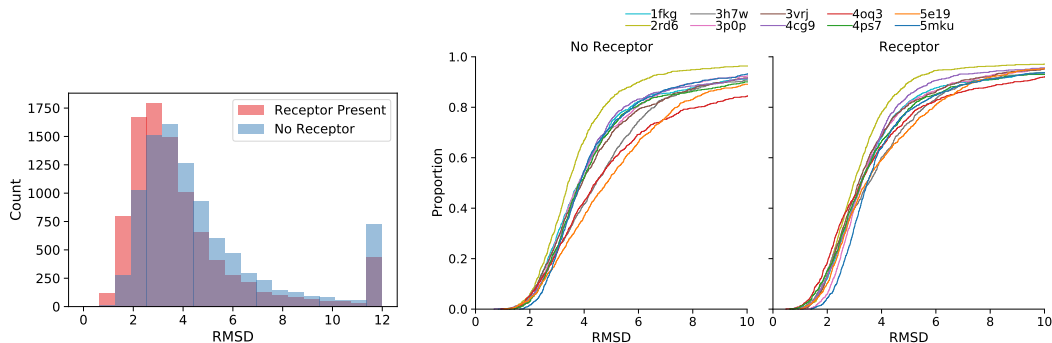 1fkg 3h7w 3vrj 4oq3 5e19
2rd6 3p0p 4cg9 4ps7 5mku
No Receptor
Receptor
Receptor Present
No Receptor
1750
1500
1250
1000
750
500
250
0
Count
0 2 4 6 8 10 12
RMSD
1.0
0.8
0.6
0.4
0.2
0.0
Proportion
0 2 4 6 8 10
RMSD
0 2 4 6 8 10
RMSD